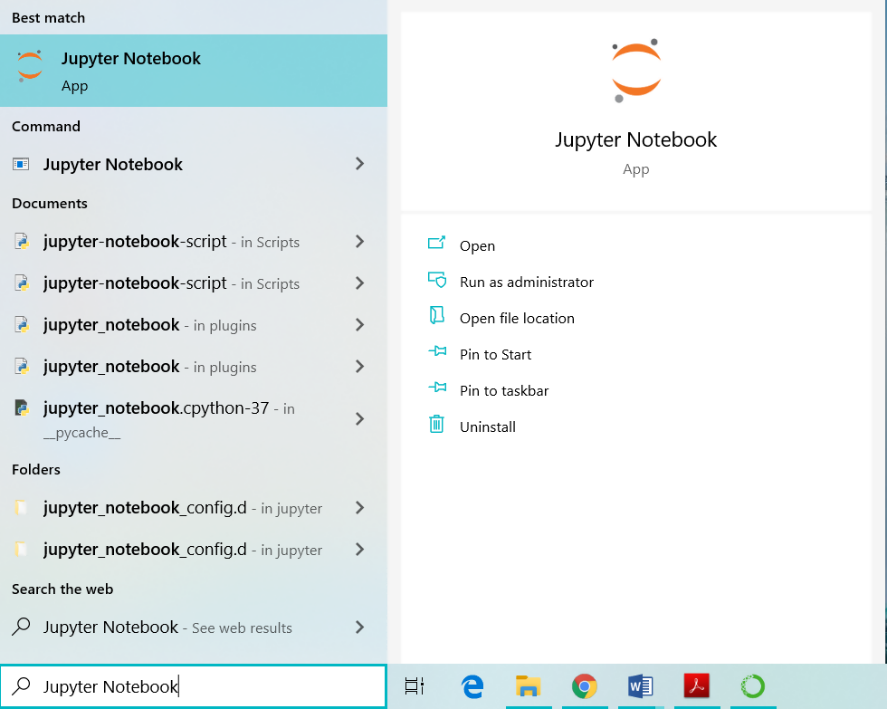 Best match
Jupyter Notebook
App
Command
Jupyter Notebook
Documents
jupyter-notebook-script - in Scripts
jupyter-notebook-script - in Scripts
jupyter_notebook - in plugins
jupyter_notebook - in plugins
jupyter_notebook.cpython-37 - in
__pycache__
Folders
jupyter_notebook_config.d - in jupyter
jupyter_notebook_config.d - in jupyter
Search the web
Jupyter Notebook - See web results
Jupyter Notebook
Jupyter Notebook
App
Open
Run as administrator
Open file location
Pin to Start
Pin to taskbar
Uninstall